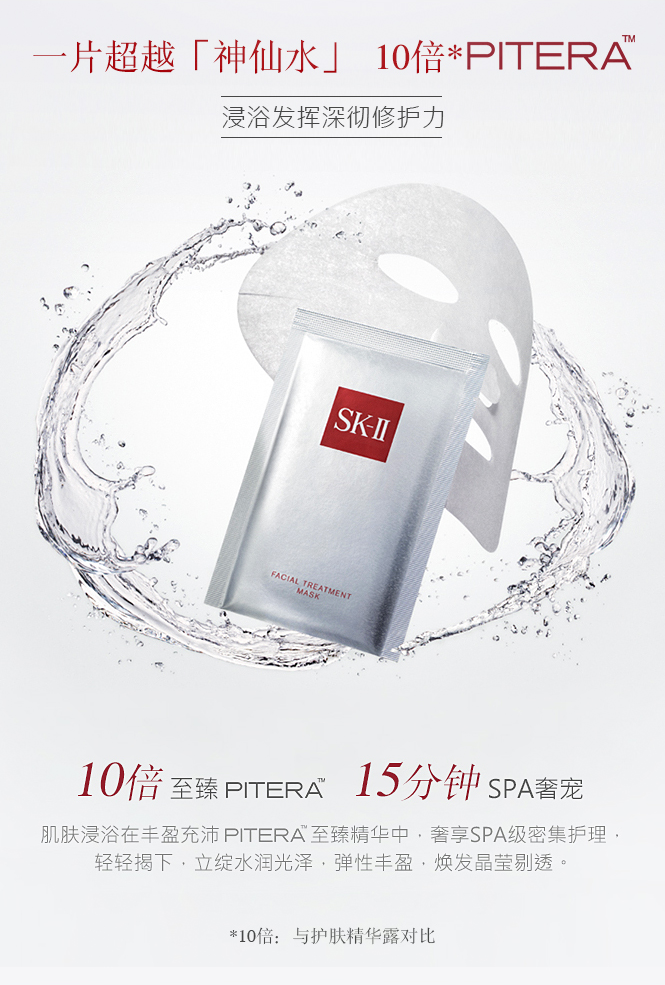 一片超越「神仙水」 10倍*PITERA™
浸浴发挥深彻修护力
SK-II
FACIAL TREATMENT
MASK
10倍 至臻 PITERA™ 15分钟 SPA奢宠
肌肤浸浴在丰盈充沛 PITERA™ 至臻精华中，奢享SPA级密集护理，
轻轻揭下，立绽水润光泽，弹性丰盈，焕发晶莹剔透。
*10倍：与护肤精华露对比